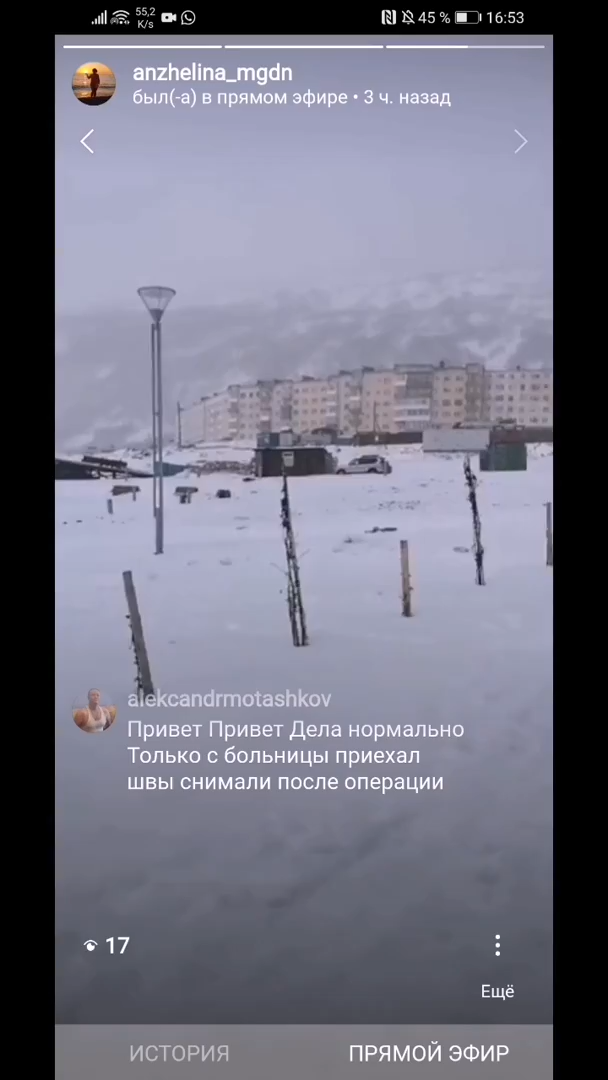 55,2
K/s
45 %
16:53
anzhelina_mgdn
был(-а) в прямом эфире • 3 ч. назад
alekcandrmotashkov
Привет Привет Дела нормально
Только с больницы приехал
швы снимали после операции
17
Ещё
ИСТОРИЯ
ПРЯМОЙ ЭФИР